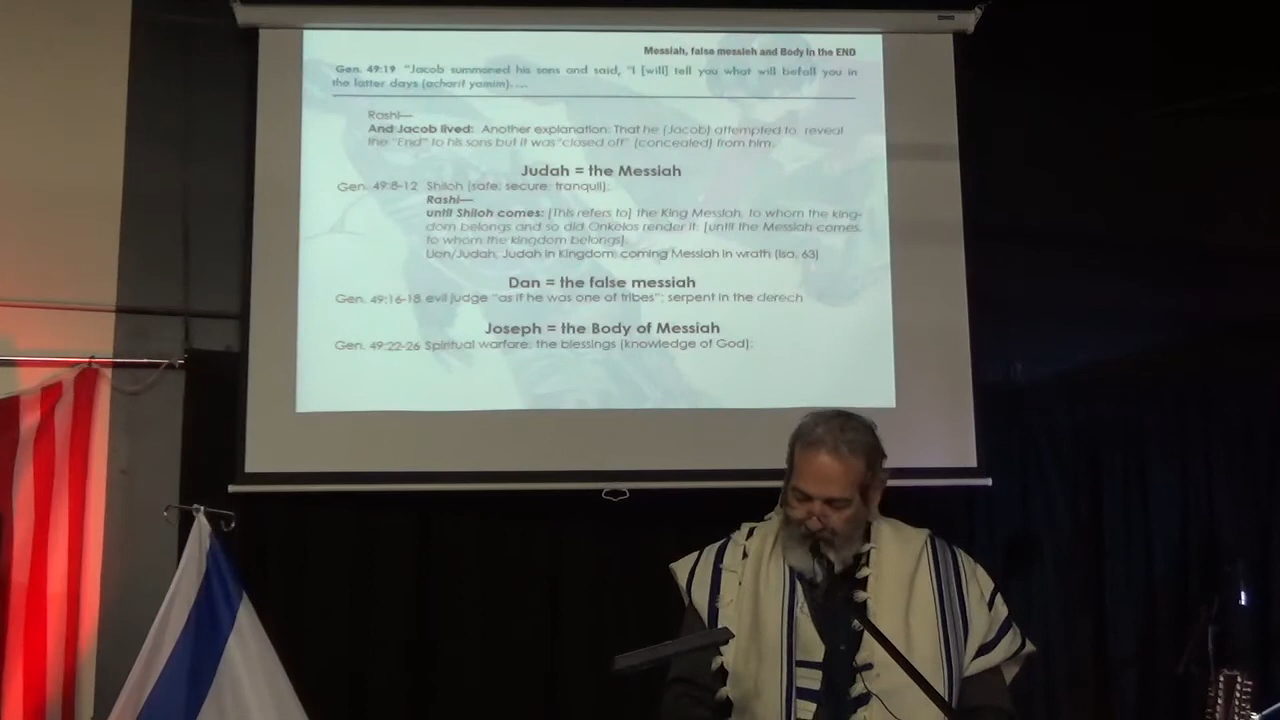 Messiah, false messieh and Body in the END
Gen. 49:19 "Jacob summoned his sons and said, "I [will] tell you what will befall you in
the latter days (acharit yamim)....
Rashi—
And Jacob lived: Another explanation: That he (Jacob) attempted to reveal
the "End" to his sons but it was "closed off" (concealed) from him.
Judah = the Messiah
Gen. 49:8-12 Shiloh (safe; secure; tranquil);
Rashi—
until Shiloh comes: [This refers to] the King Messiah, to whom the king-
dom belongs and so did Onkelos render it: [until the Messiah comes,
to whom the kingdom belongs].
Lion/Judah, Judah in Kingdom; coming Messiah in wrath (Isa. 63)
Dan = the false messiah
Gen. 49:16-18 evil judge "as if he was one of tribes"; serpent in the derech
Joseph = the Body of Messiah
Gen. 49:22-26 Spiritual warfare; the blessings (knowledge of God);